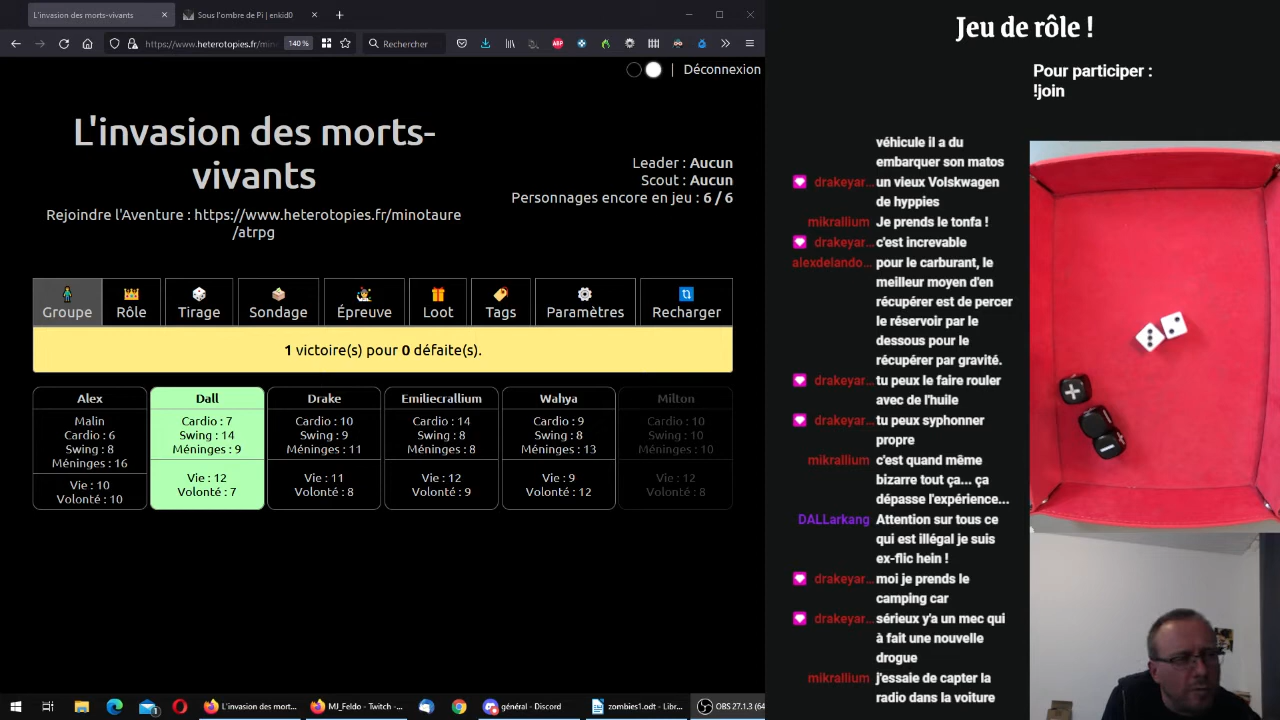 L'invasion des morts-vivants
Sous l'ombre de Pi | enkid0
https://www.heterotopies.fr/mino
140 %
Rechercher
ABP
Déconnexion
L'invasion des morts-
vivants
Rejoindre l'Aventure : https://www.heterotopies.fr/minotaure
/atrpg
Leader : Aucun
Scout : Aucun
Personnages encore en jeu : 6 / 6
Groupe
Rôle
Tirage
Sondage
Épreuve
Loot
Tags
Paramètres
Recharger
1 victoire(s) pour 0 défaite(s).
Alex
Malin
Cardio : 6
Swing : 8
Méninges : 16
Vie : 10
Volonté : 10
Dall
Cardio : 7
Swing : 14
Méninges : 9
Vie : 12
Volonté : 7
Drake
Cardio : 10
Swing : 9
Méninges : 11
Vie : 11
Volonté : 8
Emiliecrallium
Cardio : 14
Swing : 8
Méninges : 8
Vie : 12
Volonté : 9
Wahya
Cardio : 9
Swing : 8
Méninges : 13
Vie : 9
Volonté : 12
Milton
Cardio : 10
Swing : 10
Méninges : 10
Vie : 12
Volonté : 8
L'invasion des mort...
MJ_Feldo - Twitch -...
général - Discord
zombies1.odt - Libr...
OBS 27.1.3 (64
véhicule il a du
embarquer son matos
drakeyar... un vieux Volskwagen
de hyppies
mikrallium Je prends le tonfa !
drakeyar... c'est increvable
alexdelando... pour le carburant, le
meilleur moyen d'en
récupérer est de percer
le réservoir par le
dessous pour le
récupérer par gravité.
drakeyar... tu peux le faire rouler
avec de l'huile
drakeyar... tu peux syphonner
propre
mikrallium c'est quand même
bizarre tout ça... ça
dépasse l'expérience...
DALLarkang Attention sur tous ce
qui est illégal je suis
ex-flic hein !
drakeyar... moi je prends le
camping car
drakeyar... sérieux y'a un mec qui
à fait une nouvelle
drogue
mikrallium j'essaie de capter la
radio dans la voiture
Jeu de rôle !
Pour participer :
!join